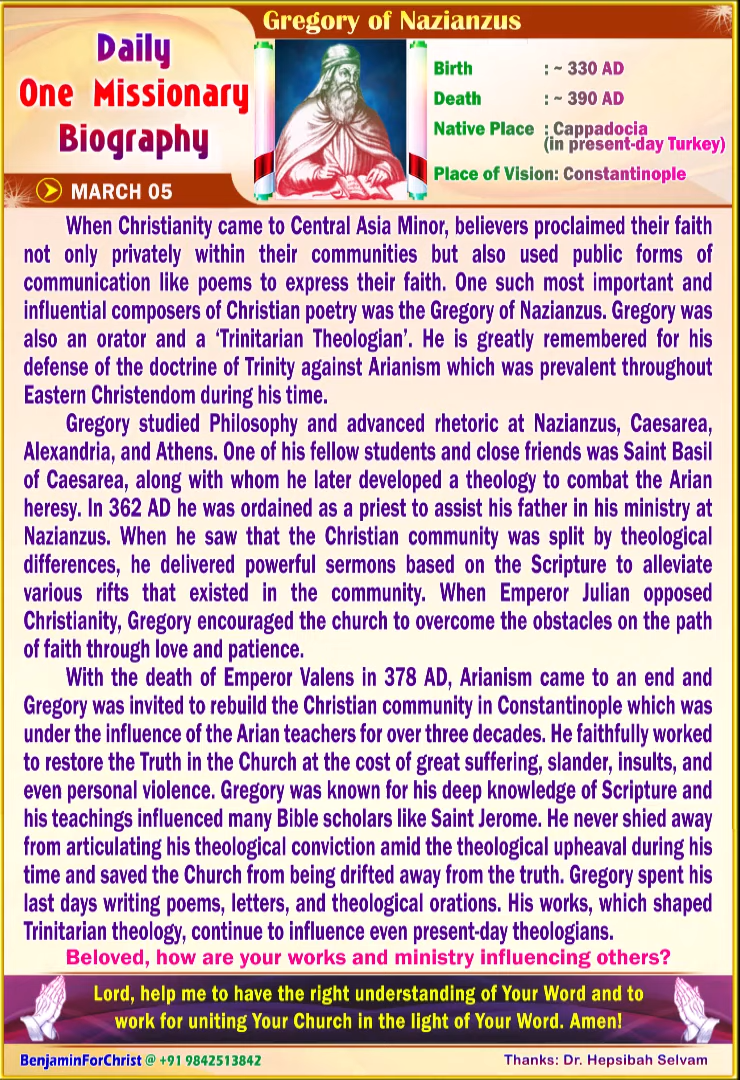 Gregory of Nazianzus
Daily
One Missionary
Biography
MARCH 05
Birth : ~ 330 AD
Death : ~ 390 AD
Native Place : Cappadocia
(in present-day Turkey)
Place of Vision: Constantinople
When Christianity came to Central Asia Minor, believers proclaimed their faith
not only privately within their communities but also used public forms of
communication like poems to express their faith. One such most important and
influential composers of Christian poetry was the Gregory of Nazianzus. Gregory was
also an orator and a ‘Trinitarian Theologian’. He is greatly remembered for his
defense of the doctrine of Trinity against Arianism which was prevalent throughout
Eastern Christendom during his time.
Gregory studied Philosophy and advanced rhetoric at Nazianzus, Caesarea,
Alexandria, and Athens. One of his fellow students and close friends was Saint Basil
of Caesarea, along with whom he later developed a theology to combat the Arian
heresy. In 362 AD he was ordained as a priest to assist his father in his ministry at
Nazianzus. When he saw that the Christian community was split by theological
differences, he delivered powerful sermons based on the Scripture to alleviate
various rifts that existed in the community. When Emperor Julian opposed
Christianity, Gregory encouraged the church to overcome the obstacles on the path
of faith through love and patience.
With the death of Emperor Valens in 378 AD, Arianism came to an end and
Gregory was invited to rebuild the Christian community in Constantinople which was
under the influence of the Arian teachers for over three decades. He faithfully worked
to restore the Truth in the Church at the cost of great suffering, slander, insults, and
even personal violence. Gregory was known for his deep knowledge of Scripture and
his teachings influenced many Bible scholars like Saint Jerome. He never shied away
from articulating his theological conviction amid the theological upheaval during his
time and saved the Church from being drifted away from the truth. Gregory spent his
last days writing poems, letters, and theological orations. His works, which shaped
Trinitarian theology, continue to influence even present-day theologians.
Beloved, how are your works and ministry influencing others?
Lord, help me to have the right understanding of Your Word and to
work for uniting Your Church in the light of Your Word. Amen!
BenjaminForChrist @ +91 9842513842
Thanks: Dr. Hepsibah Selvam